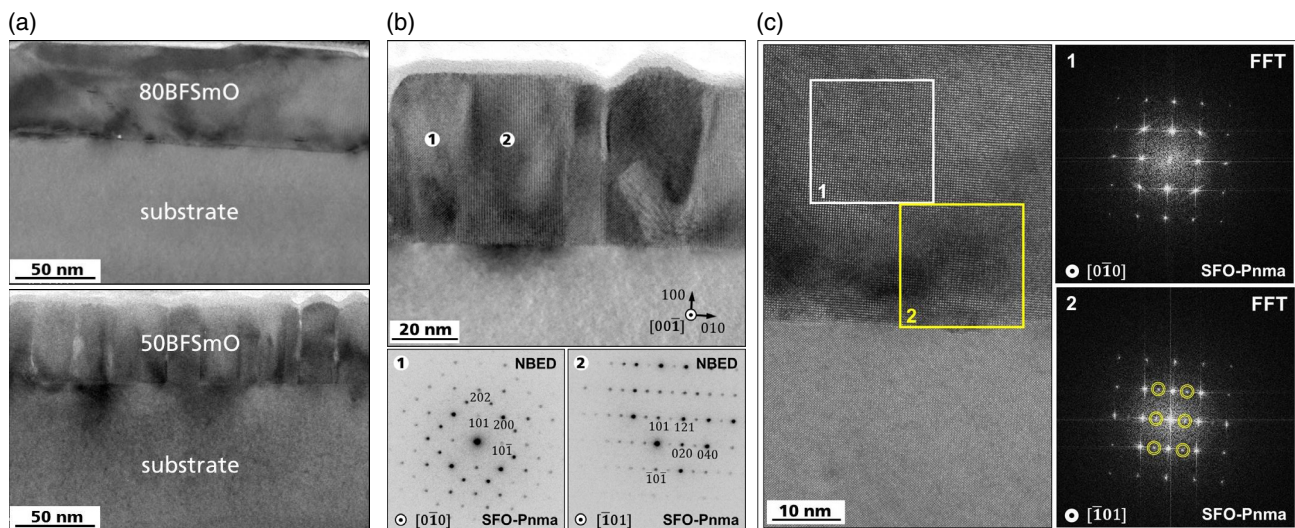 (a)
80BFSmO
substrate
50 nm
50BFSmO
substrate
50 nm
(b)
1
2
100
[001̅]
010
20 nm
1
NBED
202
101
200
101̅
[01̅0]
SFO-Pnma
2
NBED
101
121
020
040
1̅01̅
[1̅01]
SFO-Pnma
(c)
1
2
10 nm
1
FFT
[01̅0]
SFO-Pnma
2
FFT
[1̅01]
SFO-Pnma